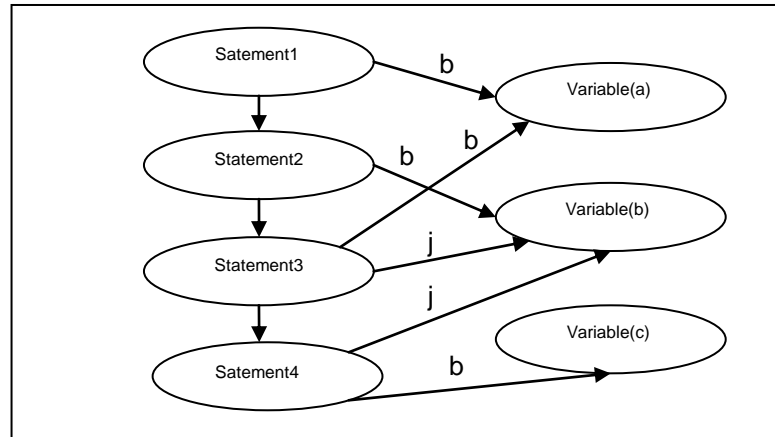 Satement1
b
Variable(a)
b
Statement2
b
Variable(b)
Statement3
j
j
Variable(c)
Satement4
b